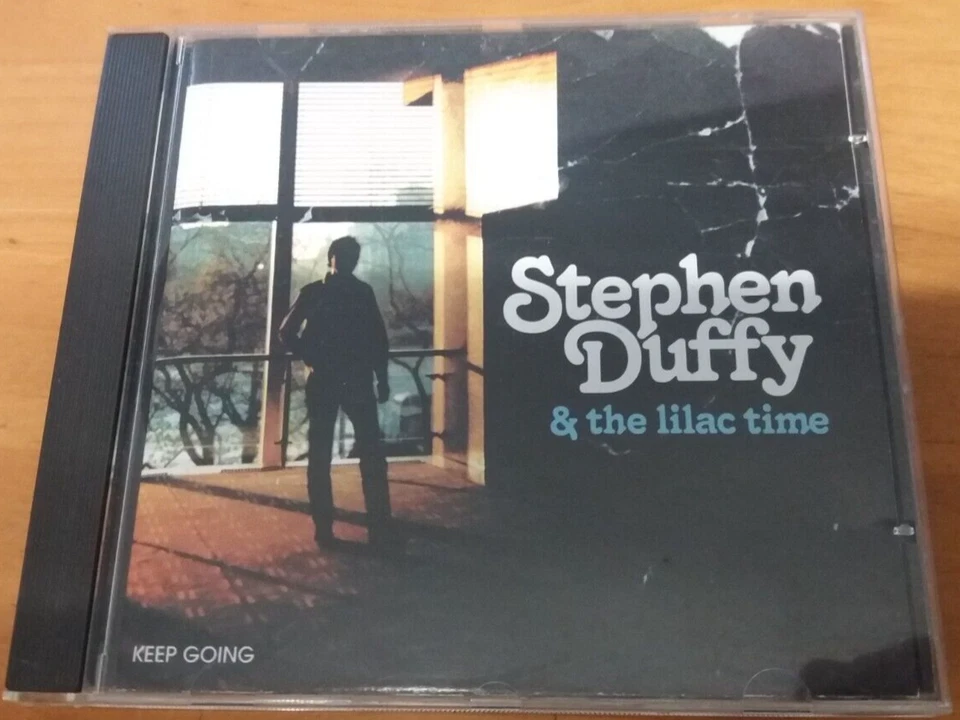 Stephen
Duffy
& the lilac time
KEEP GOING